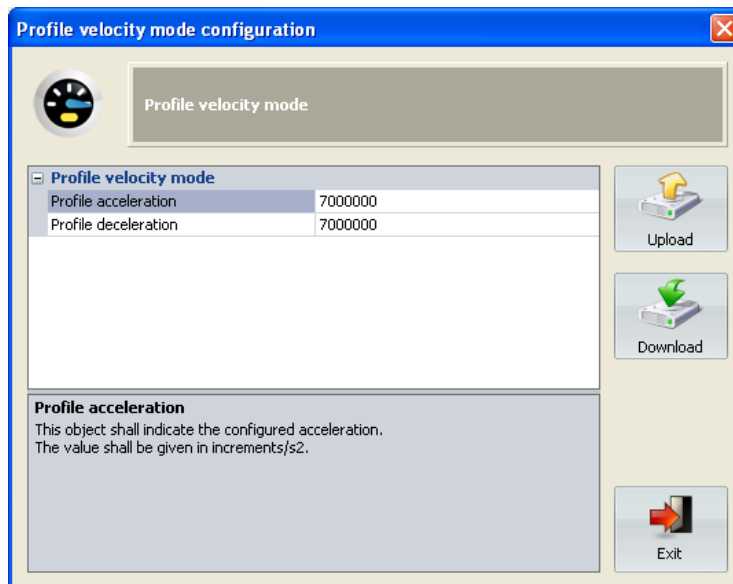 Profile velocity mode configuration
Profile velocity mode
Profile velocity mode
Profile acceleration 7000000
Profile deceleration 7000000
Upload
Download
Profile acceleration
This object shall indicate the configured acceleration.
The value shall be given in increments/s2.
Exit